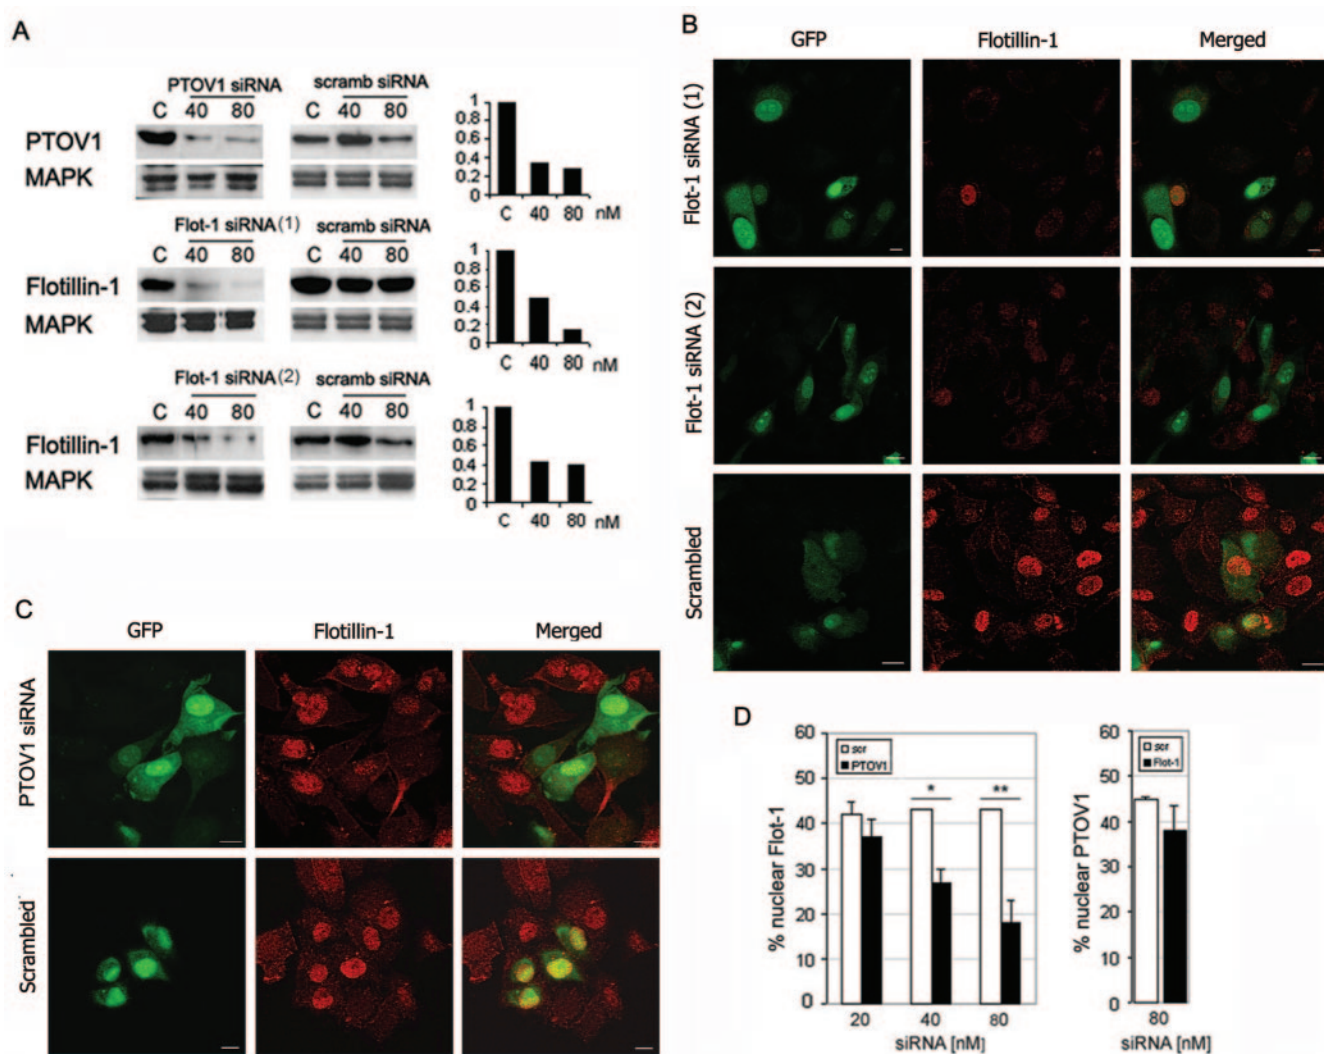 A
PTOV1 siRNA
scramb siRNA
C 40 80
C 40 80
PTOV1
MAPK
1
0.8
0.6
0.4
0.2
0
C 40 80 nM
Flot-1 siRNA(1)
scramb siRNA
C 40 80
C 40 80
Flotillin-1
MAPK
1
0.8
0.6
0.4
0.2
0
C 40 80 nM
Flot-1 siRNA(2)
scramb siRNA
C 40 80
C 40 80
Flotillin-1
MAPK
1
0.8
0.6
0.4
0.2
0
C 40 80 nM
B
GFP Flotillin-1 Merged
Flot-1 siRNA (1)
Flot-1 siRNA (2)
Scrambled
C
GFP Flotillin-1 Merged
PTOV1 siRNA
Scrambled
D
% nuclear Flot-1
60
50
40
30
20
10
0
scr
PTOV1
*
**
20 40 80
siRNA [nM]
% nuclear PTOV1
60
50
40
30
20
10
0
scr
Flot-1
80
siRNA [nM]